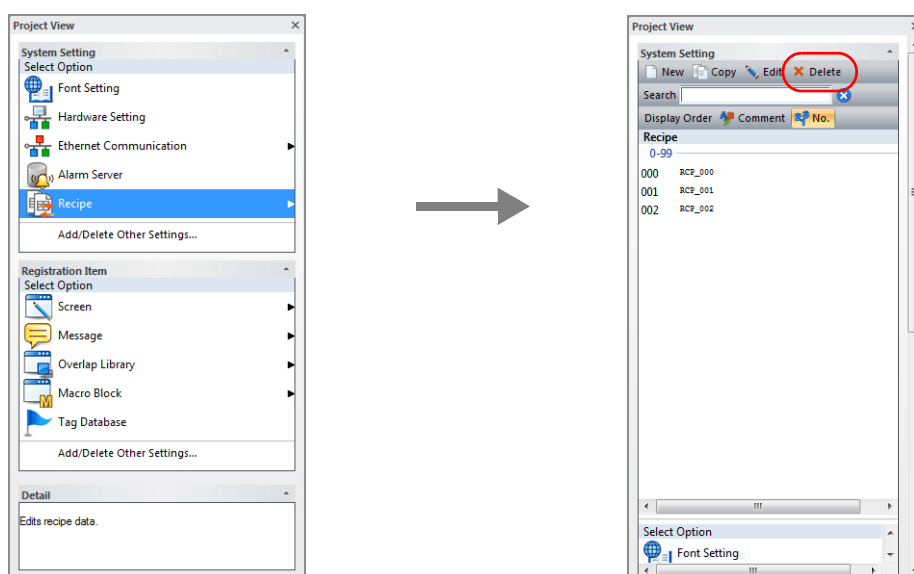 Project View
System Setting
Select Option
Font Setting
Hardware Setting
Ethernet Communication
Alarm Server
Recipe
Add/Delete Other Settings...
Registration Item
Select Option
Screen
Message
Overlap Library
Macro Block
Tag Database
Add/Delete Other Settings...
Detail
Edits recipe data.
Project View
System Setting
New Copy Edit Delete
Search
Display Order Comment No.
Recipe
0-99
000 RCP_000
001 RCP_001
002 RCP_002
Select Option
Font Setting